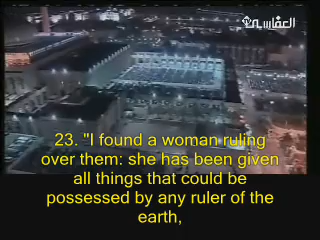 العفاسي
23. "I found a woman ruling
over them: she has been given
all things that could be
possessed by any ruler of the
earth,